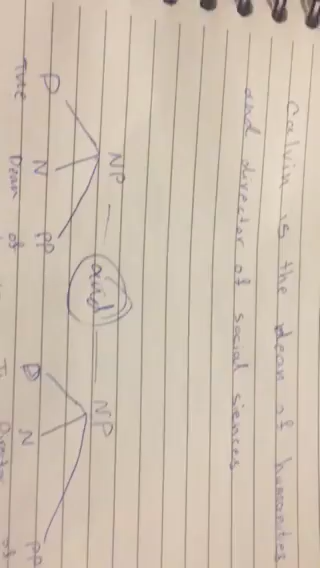 Calvin is the dean of humanities
and director of social siences
NP and NP
D N PP D N PP
The Dean of The Director of